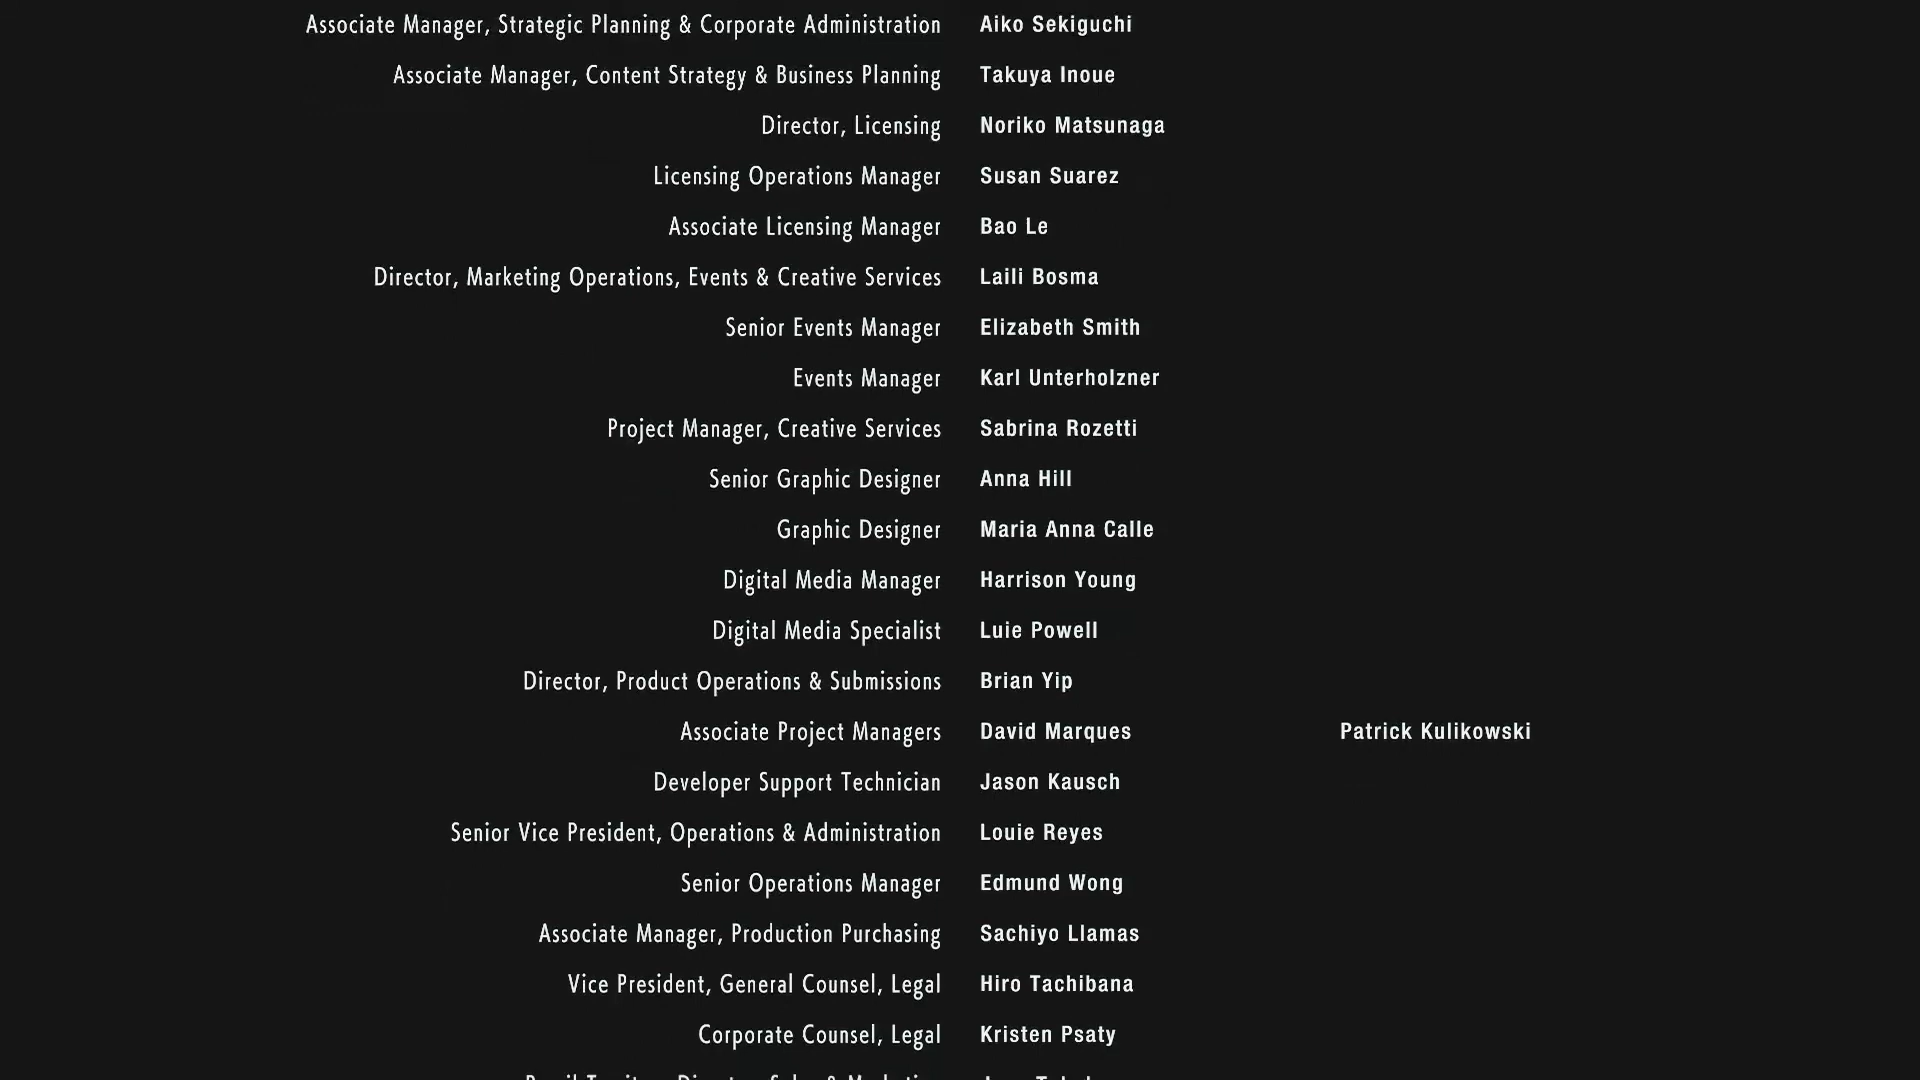 Associate Manager, Strategic Planning & Corporate Administration Aiko Sekiguchi
Associate Manager, Content Strategy & Business Planning Takuya Inoue
Director, Licensing Noriko Matsunaga
Licensing Operations Manager Susan Suarez
Associate Licensing Manager Bao Le
Director, Marketing Operations, Events & Creative Services Laili Bosma
Senior Events Manager Elizabeth Smith
Events Manager Karl Unterholzner
Project Manager, Creative Services Sabrina Rozetti
Senior Graphic Designer Anna Hill
Graphic Designer Maria Anna Calle
Digital Media Manager Harrison Young
Digital Media Specialist Luie Powell
Director, Product Operations & Submissions Brian Yip
Associate Project Managers David Marques Patrick Kulikowski
Developer Support Technician Jason Kausch
Senior Vice President, Operations & Administration Louie Reyes
Senior Operations Manager Edmund Wong
Associate Manager, Production Purchasing Sachiyo Llamas
Vice President, General Counsel, Legal Hiro Tachibana
Corporate Counsel, Legal Kristen Psaty